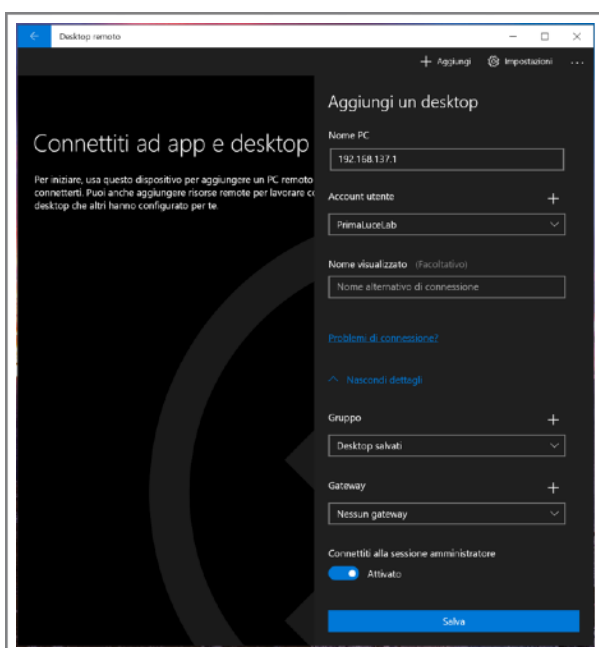 Desktop remoto
Aggiungi
Impostazioni
Connettiti ad app e desktop
Per iniziare, usa questo dispositivo per aggiungere un PC remoto
connetterti. Puoi anche aggiungere risorse remote per lavorare
desktop che altri hanno configurato per te.
Aggiungi un desktop
Nome PC
192.168.137.1
Account utente
PrimaLuceLab
Nome visualizzato (Facoltativo)
Nome alternativo di connessione
Problemi di connessione?
Nascondi dettagli
Gruppo
Desktop salvati
Gateway
Nessun gateway
Connettiti alla sessione amministratore
Attivato
Salva